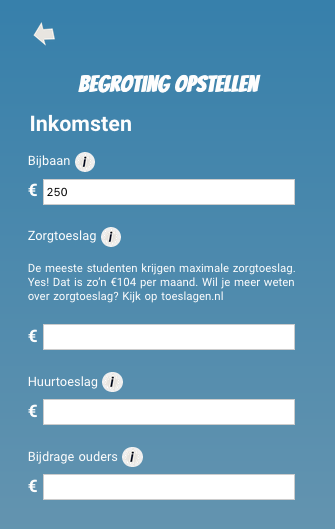 BEGROTING OPSTELLEN
Inkomsten
Bijbaan i
€ 250
Zorgtoeslag i
De meeste studenten krijgen maximale zorgtoeslag.
Yes! Dat is zo'n €104 per maand. Wil je meer weten
over zorgtoeslag? Kijk op toeslagen.nl
€
Huurtoeslag i
€
Bijdrage ouders i
€